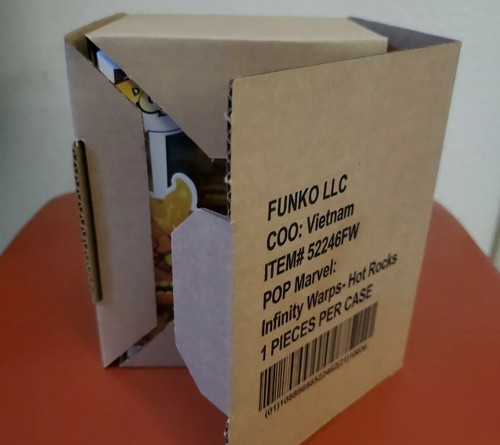 FUNKO LLC
COO: Vietnam
ITEM# 52246FW
POP Marvel:
Infinity Warps- Hot Rocks
1 PIECES PER CASE